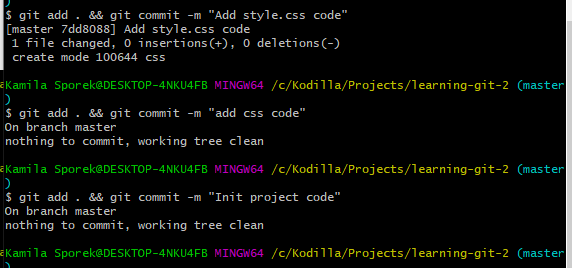 )
$ git add . && git commit -m "Add style.css code"
[master 7dd8088] Add style.css code
 1 file changed, 0 insertions(+), 0 deletions(-)
 create mode 100644 css
Kamila Sporek@DESKTOP-4NKU4FB MINGW64 /c/Kodilla/Projects/learning-git-2 (master
)
$ git add . && git commit -m "add css code"
On branch master
nothing to commit, working tree clean
Kamila Sporek@DESKTOP-4NKU4FB MINGW64 /c/Kodilla/Projects/learning-git-2 (master
)
$ git add . && git commit -m "Init project code"
On branch master
nothing to commit, working tree clean
Kamila Sporek@DESKTOP-4NKU4FB MINGW64 /c/Kodilla/Projects/learning-git-2 (master
)